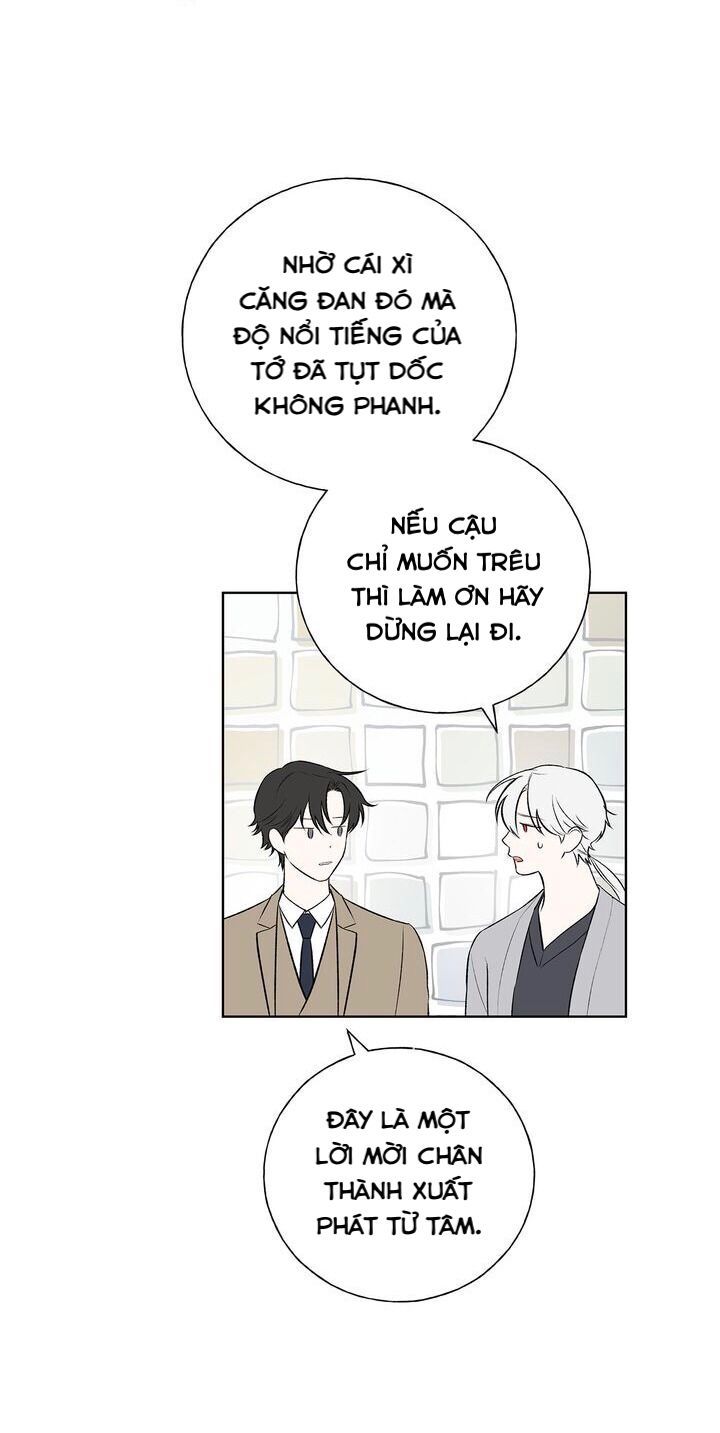 NHỜ CÁI XÌ
CĂNG ĐAN ĐÓ MÀ
ĐỘ NỔI TIẾNG CỦA
TỚ ĐÃ TỤT DỐC
KHÔNG PHANH.
NẾU CẬU
CHỈ MUỐN TRÊU
THÌ LÀM ƠN HÃY
DỪNG LẠI ĐI.
ĐÂY LÀ MỘT
LỜI MỜI CHÂN
THÀNH XUẤT
PHÁT TỪ TÂM.